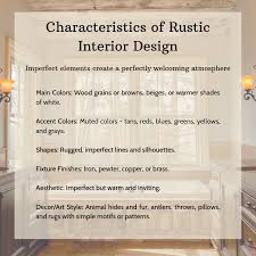 Characteristics of Rustic
Interior Design
Imperfect elements create a perfectly welcoming atmosphere
Main Colors: Wood grains or browns, beiges, or warmer shades
of white.
Accent Colors: Muted colors - tans, reds, blues, greens, yellows,
and grays.
Shapes: Rugged, imperfect lines and silhouettes.
Fixture Finishes: Iron, pewter, copper, or brass.
Aesthetic: Imperfect but warm and inviting.
Decor/Art Style: Animal hides and fur, antlers, throws, pillows,
and rugs with simple motifs or patterns.